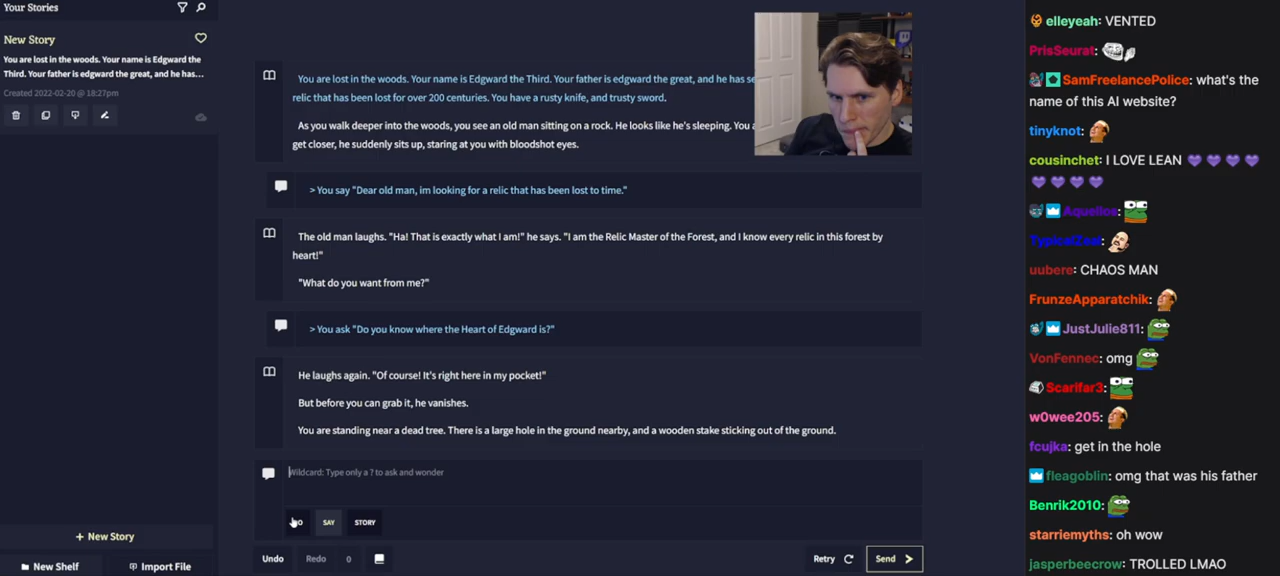 Your Stories
New Story
You are lost in the woods. Your name is Edgward the
Third. Your father is edgward the great, and he has...
Created 2022-02-20 @ 18:27pm
+ New Story
New Shelf
Import File
You are lost in the woods. Your name is Edgward the Third. Your father is edgward the great, and he has se
relic that has been lost for over 200 centuries. You have a rusty knife, and trusty sword.
As you walk deeper into the woods, you see an old man sitting on a rock. He looks like he's sleeping. You a
get closer, he suddenly sits up, staring at you with bloodshot eyes.
> You say "Dear old man, im looking for a relic that has been lost to time."
The old man laughs. "Ha! That is exactly what I am!" he says. "I am the Relic Master of the Forest, and I know every relic in this forest by
heart!"
"What do you want from me?"
> You ask "Do you know where the Heart of Edgward is?"
He laughs again. "Of course! It's right here in my pocket!"
But before you can grab it, he vanishes.
You are standing near a dead tree. There is a large hole in the ground nearby, and a wooden stake sticking out of the ground.
Wildcard: Type only a ? to ask and wonder
SAY
STORY
Undo
Redo
0
Retry
Send
elleyeah: VENTED
PrisSeurat:
SamFreelancePolice: what's the
name of this AI website?
tinyknot:
cousinchet: I LOVE LEAN 💜 💜 💜 💜
💜 💜 💜 💜
Aquellos:
TypicalZeal:
uubere: CHAOS MAN
FrunzeApparatchik:
JustJulie811:
VonFennec: omg
Scarifar3:
w0wee205:
fcujka: get in the hole
fleagoblin: omg that was his father
Benrik2010:
starriemyths: oh wow
jasperbeecrow: TROLLED LMAO